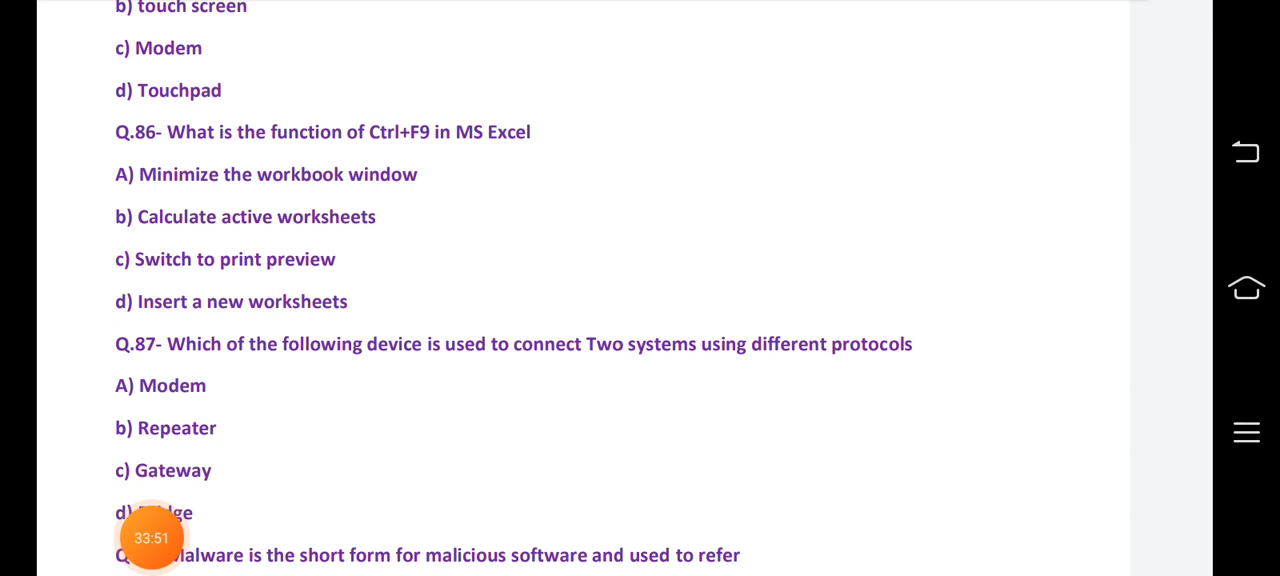 b) touch screen
c) Modem
d) Touchpad
Q.86- What is the function of Ctrl+F9 in MS Excel
A) Minimize the workbook window
b) Calculate active worksheets
c) Switch to print preview
d) Insert a new worksheets
Q.87- Which of the following device is used to connect Two systems using different protocols
A) Modem
b) Repeater
c) Gateway
d)
33:51
is the short form for malicious software and used to refer